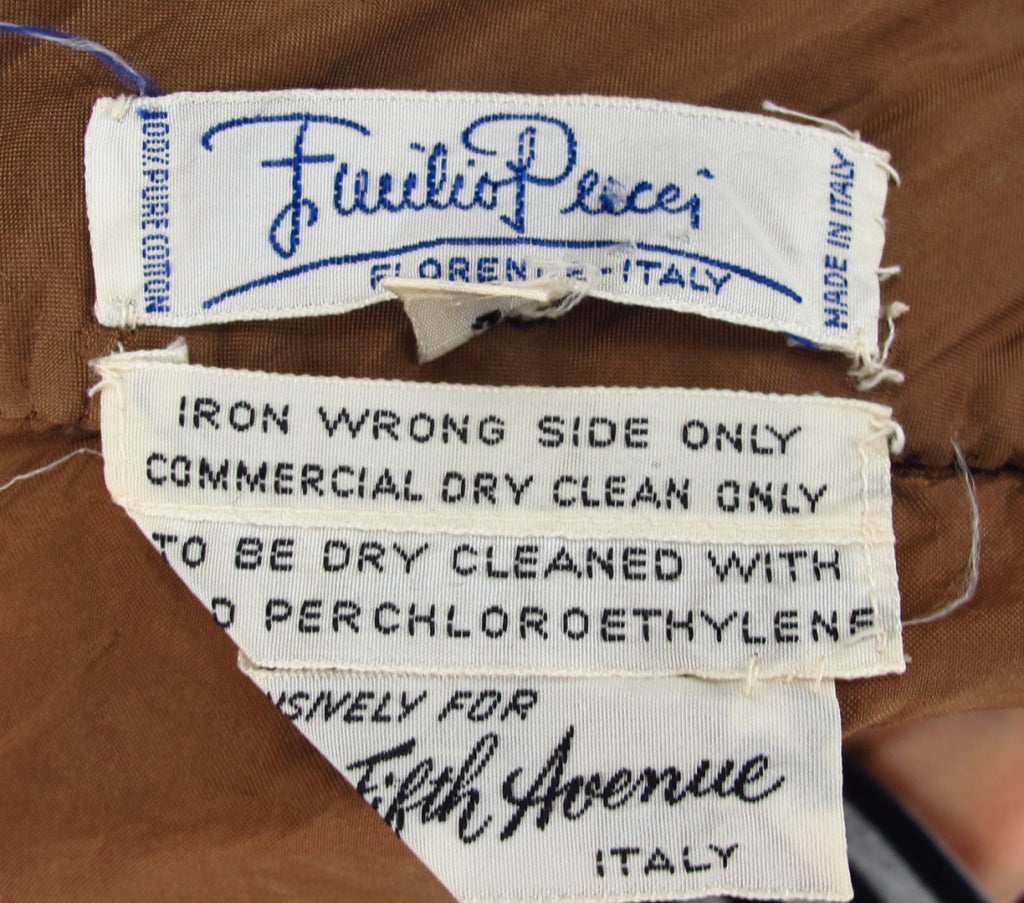 100% PURE COTTON
Emilio Pucci
FLORENCE-ITALY
MADE IN ITALY
IRON WRONG SIDE ONLY
COMMERCIAL DRY CLEAN ONLY
TO BE DRY CLEANED WITH
PERCHLOROETHYLENE
FOR
Fifth Avenue
ITALY